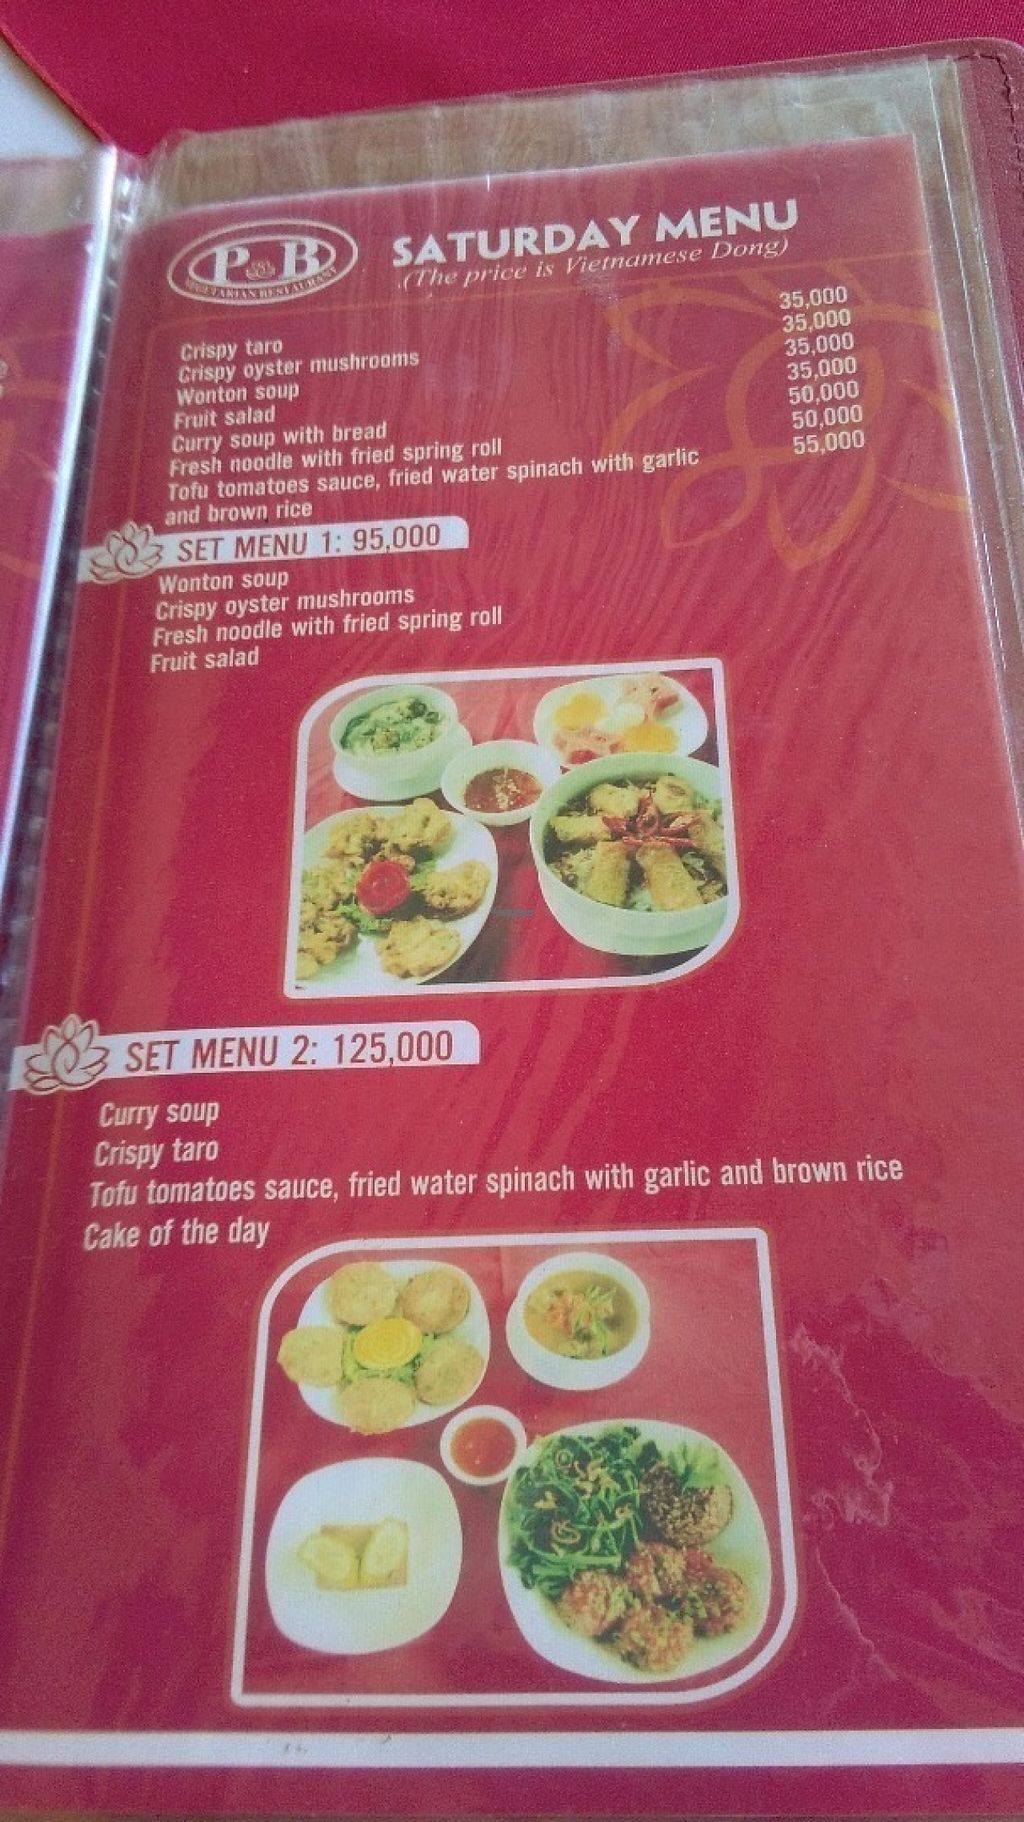 P & B
VEGETARIAN RESTAURANT
SATURDAY MENU
(The price is Vietnamese Dong)
Crispy taro 35,000
Crispy oyster mushrooms 35,000
Wonton soup 35,000
Fruit salad 35,000
Curry soup with bread 50,000
Fresh noodle with fried spring roll 50,000
Tofu tomatoes sauce, fried water spinach with garlic 55,000
and brown rice
SET MENU 1: 95,000
Wonton soup
Crispy oyster mushrooms
Fresh noodle with fried spring roll
Fruit salad
SET MENU 2: 125,000
Curry soup
Crispy taro
Tofu tomatoes sauce, fried water spinach with garlic and brown rice
Cake of the day